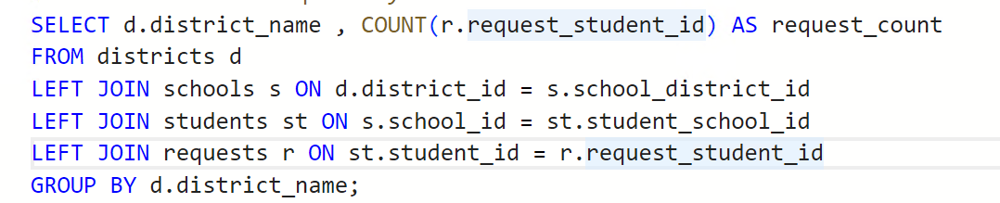 SELECT d.district_name , COUNT(r.request_student_id) AS request_count
FROM districts d
LEFT JOIN schools s ON d.district_id = s.school_district_id
LEFT JOIN students st ON s.school_id = st.student_school_id
LEFT JOIN requests r ON st.student_id = r.request_student_id
GROUP BY d.district_name;